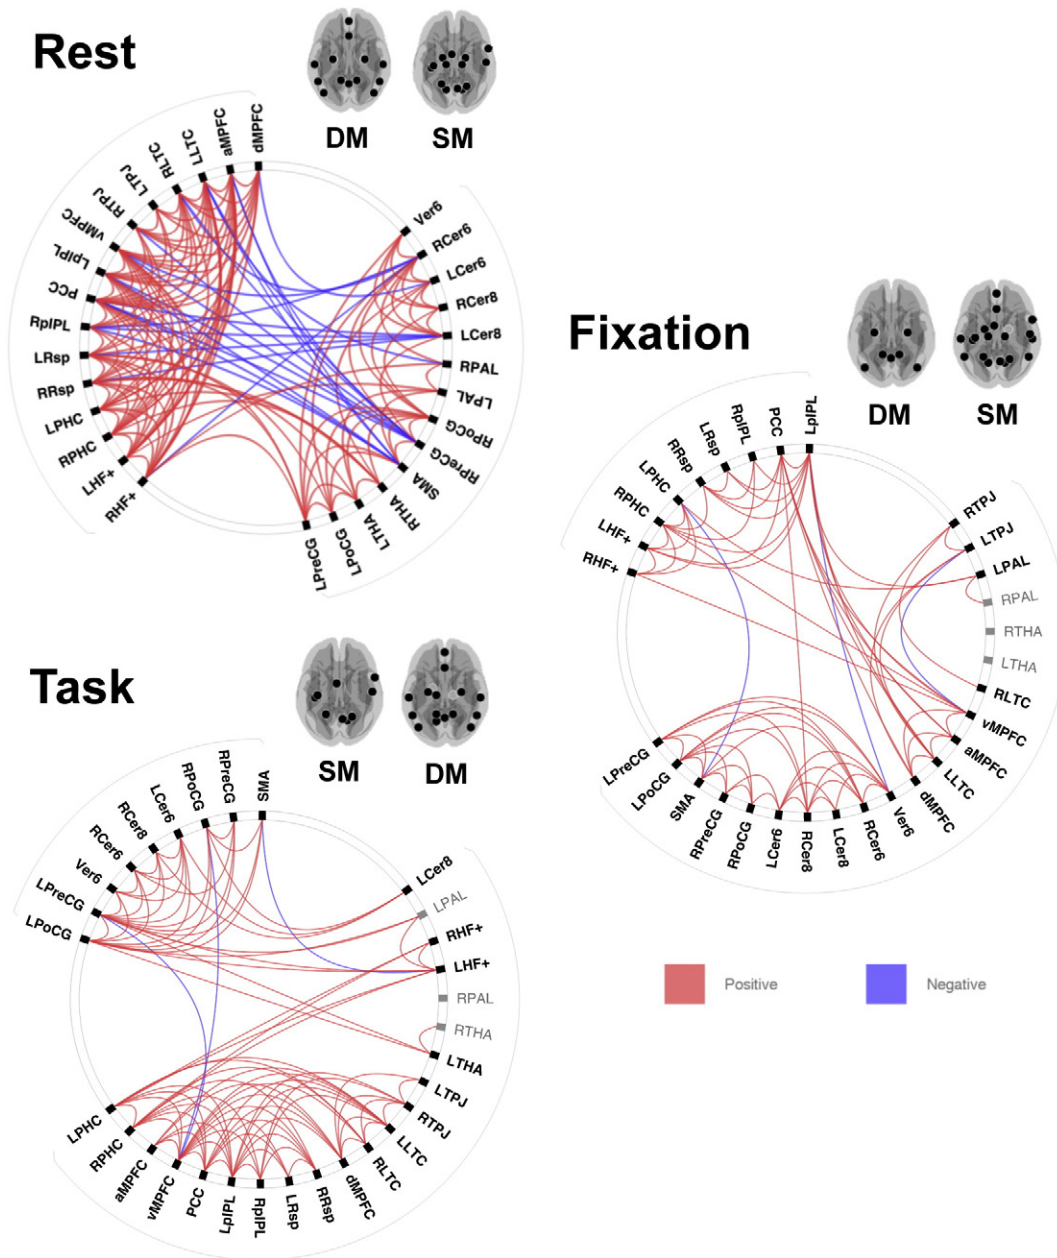 Rest
DM
SM
dMPFC
aMPFC
LLTC
RLTC
LTPJ
RTPJ
vMPFC
LpIPL
PCC
RpIPL
LRsp
RRsp
LPHC
RPHC
LHF+
RHF+
Ver6
RCer6
LCer6
RCer8
LCer8
RPAL
LPAL
RPoCG
RPreCG
SMA
RTHA
LTHA
LPoCG
LPreCG
Fixation
DM
SM
LpIPL
PCC
RpIPL
LRsp
RRsp
LPHC
RPHC
LHF+
RHF+
RTPJ
LTPJ
LPAL
RPAL
RTHA
LTHA
RLTC
vMPFC
aMPFC
LLTC
dMPFC
Ver6
RCer6
LCer8
RCer8
LCer6
RPoCG
RPreCG
SMA
LPoCG
LPreCG
Task
SM
DM
SMA
RPreCG
RPoCG
LCer6
RCer8
RCer6
Ver6
LPreCG
LPoCG
LCer8
LPAL
RHF+
LHF+
RPAL
RTHA
LTHA
LTPJ
RTPJ
LLTC
RLTC
dMPFC
RRsp
LRsp
RpIPL
LpIPL
PCC
vMPFC
aMPFC
RPHC
LPHC
Positive
Negative